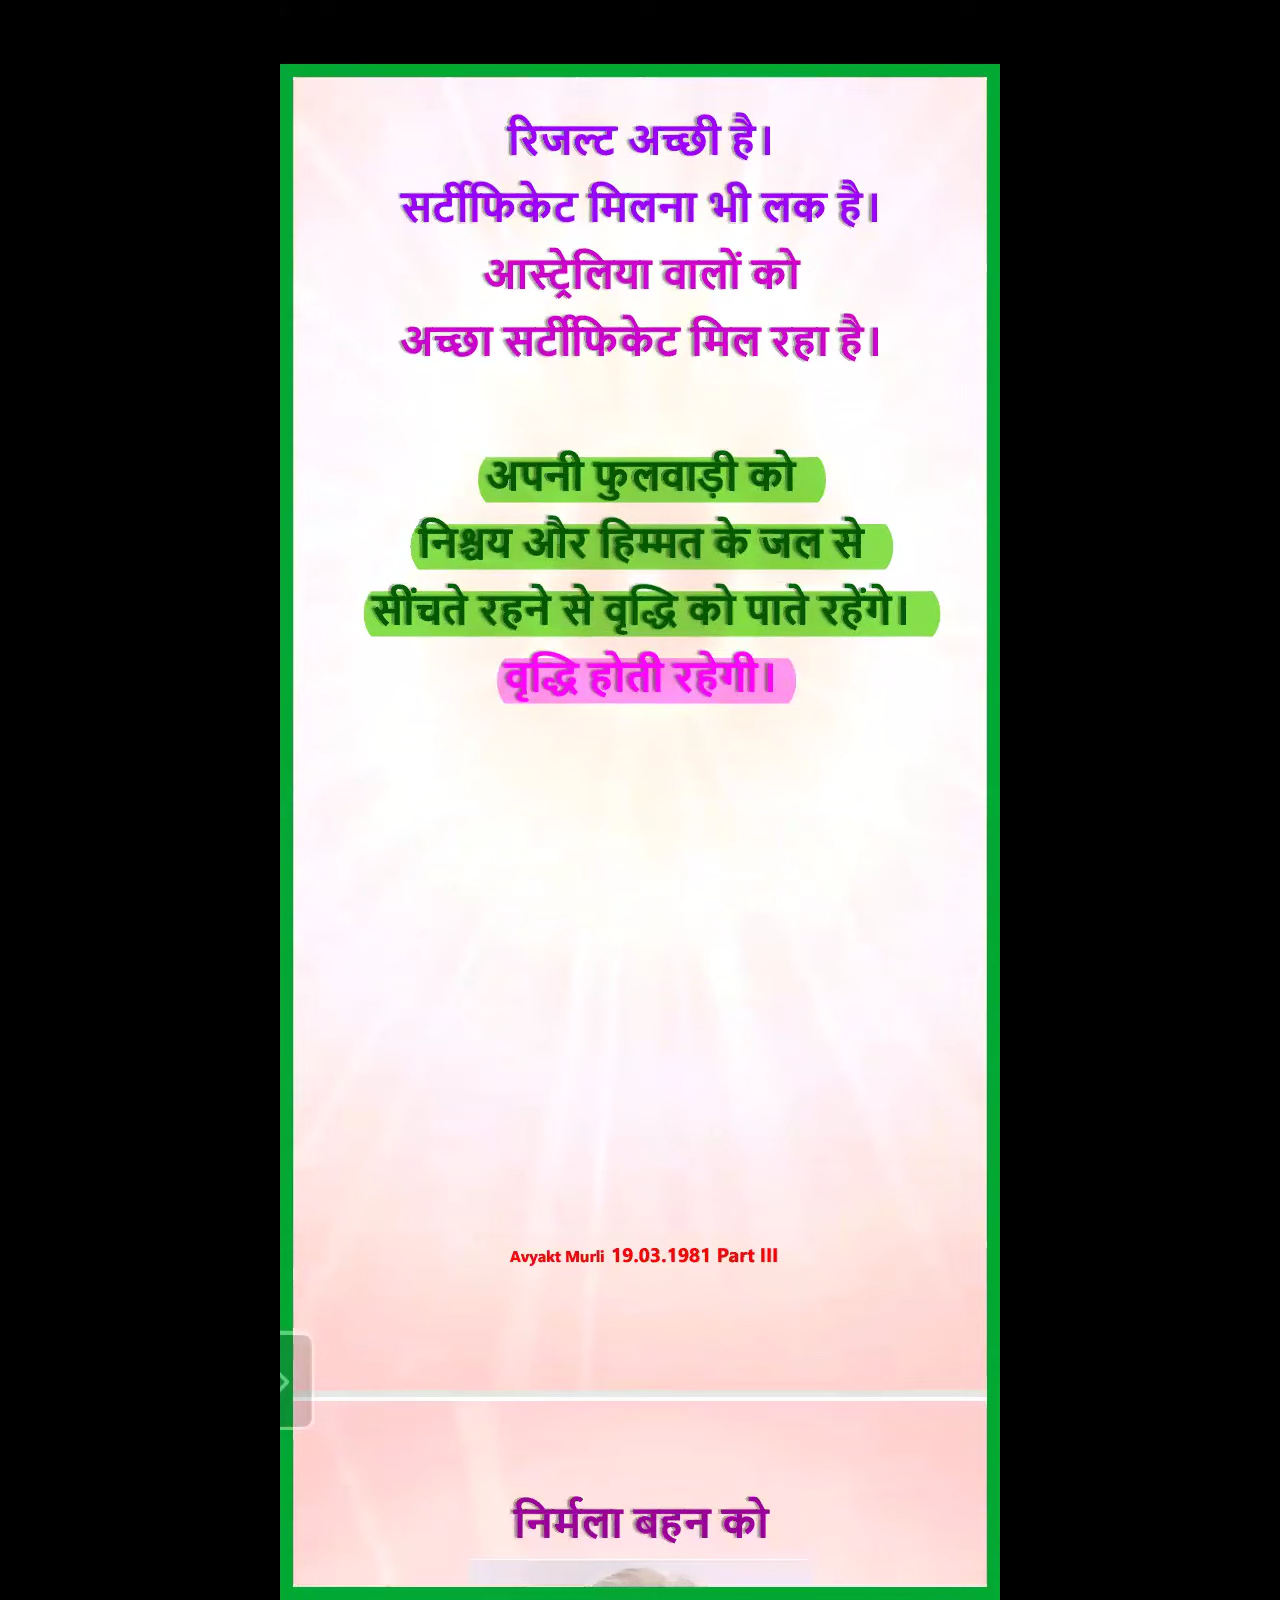 रिजल्ट अच्छी है।
सर्टीफिकेट मिलना भी लक है।
आस्ट्रेलिया वालों को
अच्छा सर्टीफिकेट मिल रहा है।
अपनी फुलवाड़ी को
निश्चय और हिम्मत के जल से
सींचते रहने से वृद्धि को पाते रहेंगे।
वृद्धि होती रहेगी।
Avyakt Murli 19.03.1981 Part III
निर्मला बहन को